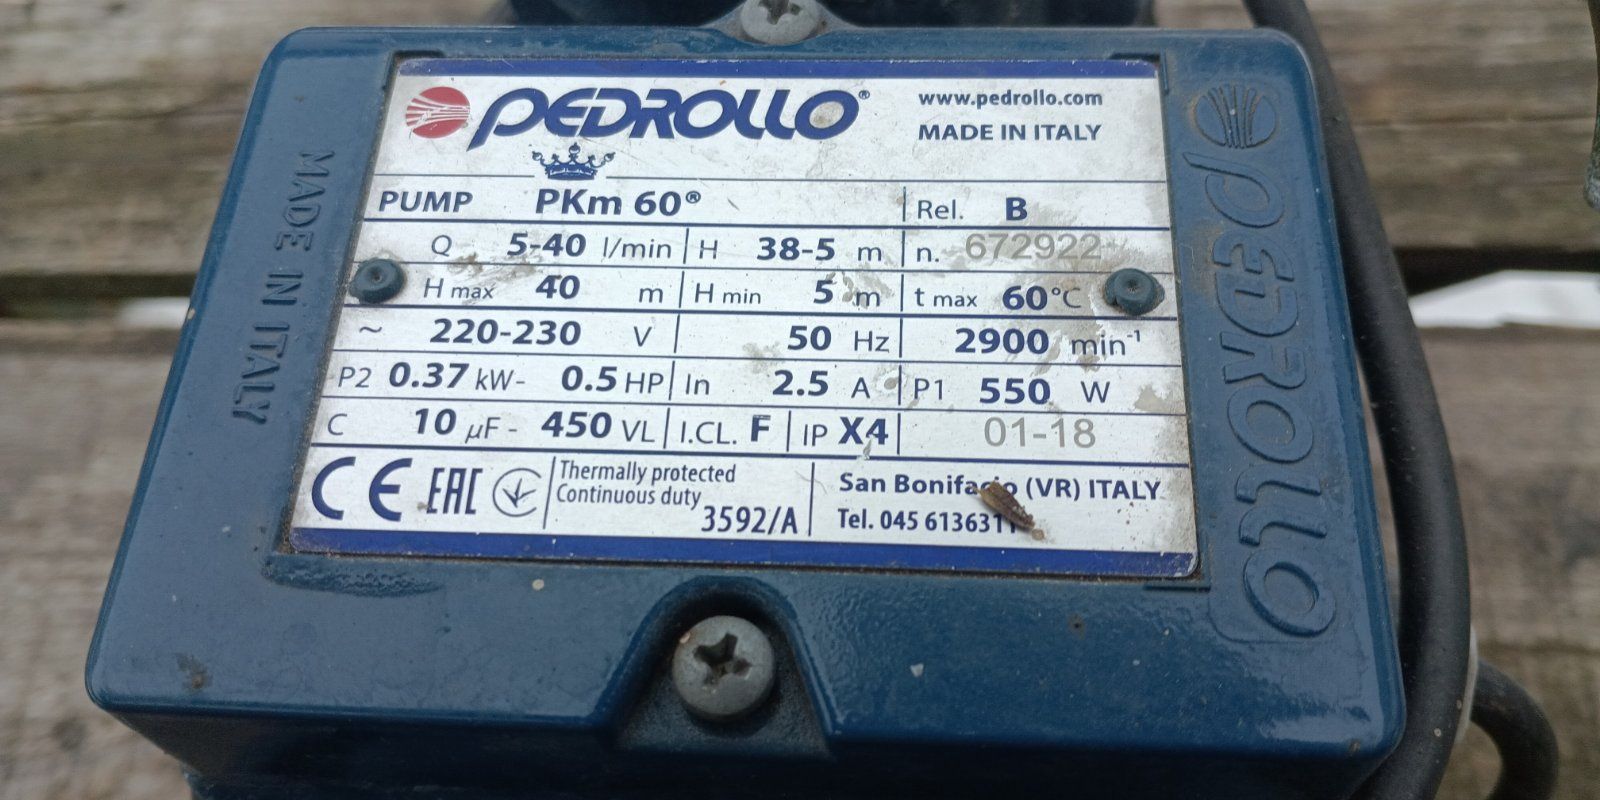 PEDROLLO®
www.pedrollo.com
MADE IN ITALY
PUMP PKm 60® Rel. B
Q 5-40 l/min H 38-5 m n. 672922
H max 40 m H min 5 m t max 60°C
~ 220-230 V 50 Hz 2900 min-1
P2 0.37 kW- 0.5 HP In 2.5 A P1 550 W
C 10 µF - 450 VL I.CL. F IP X4 01-18
CE EAC Thermally protected
Continuous duty
3592/A
San Bonifacio (VR) ITALY
Tel. 045 6136311
MADE IN ITALY
PEDROLLO